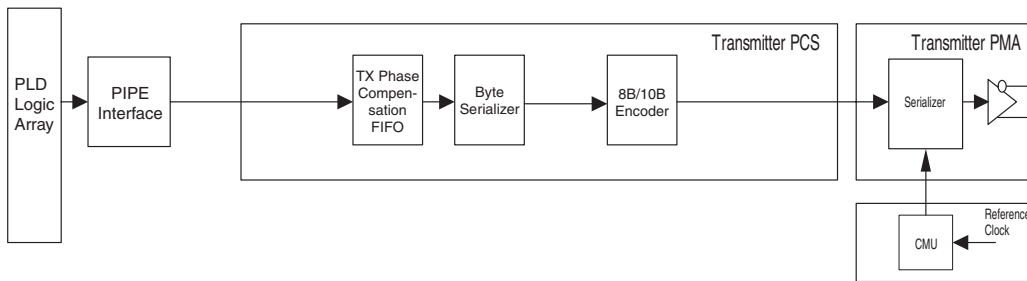 PLD
Logic
Array
PIPE
Interface
Transmitter PCS
TX Phase
Compen-
sation
FIFO
Byte
Serializer
8B/10B
Encoder
Transmitter PMA
Serializer
CMU
Reference
Clock